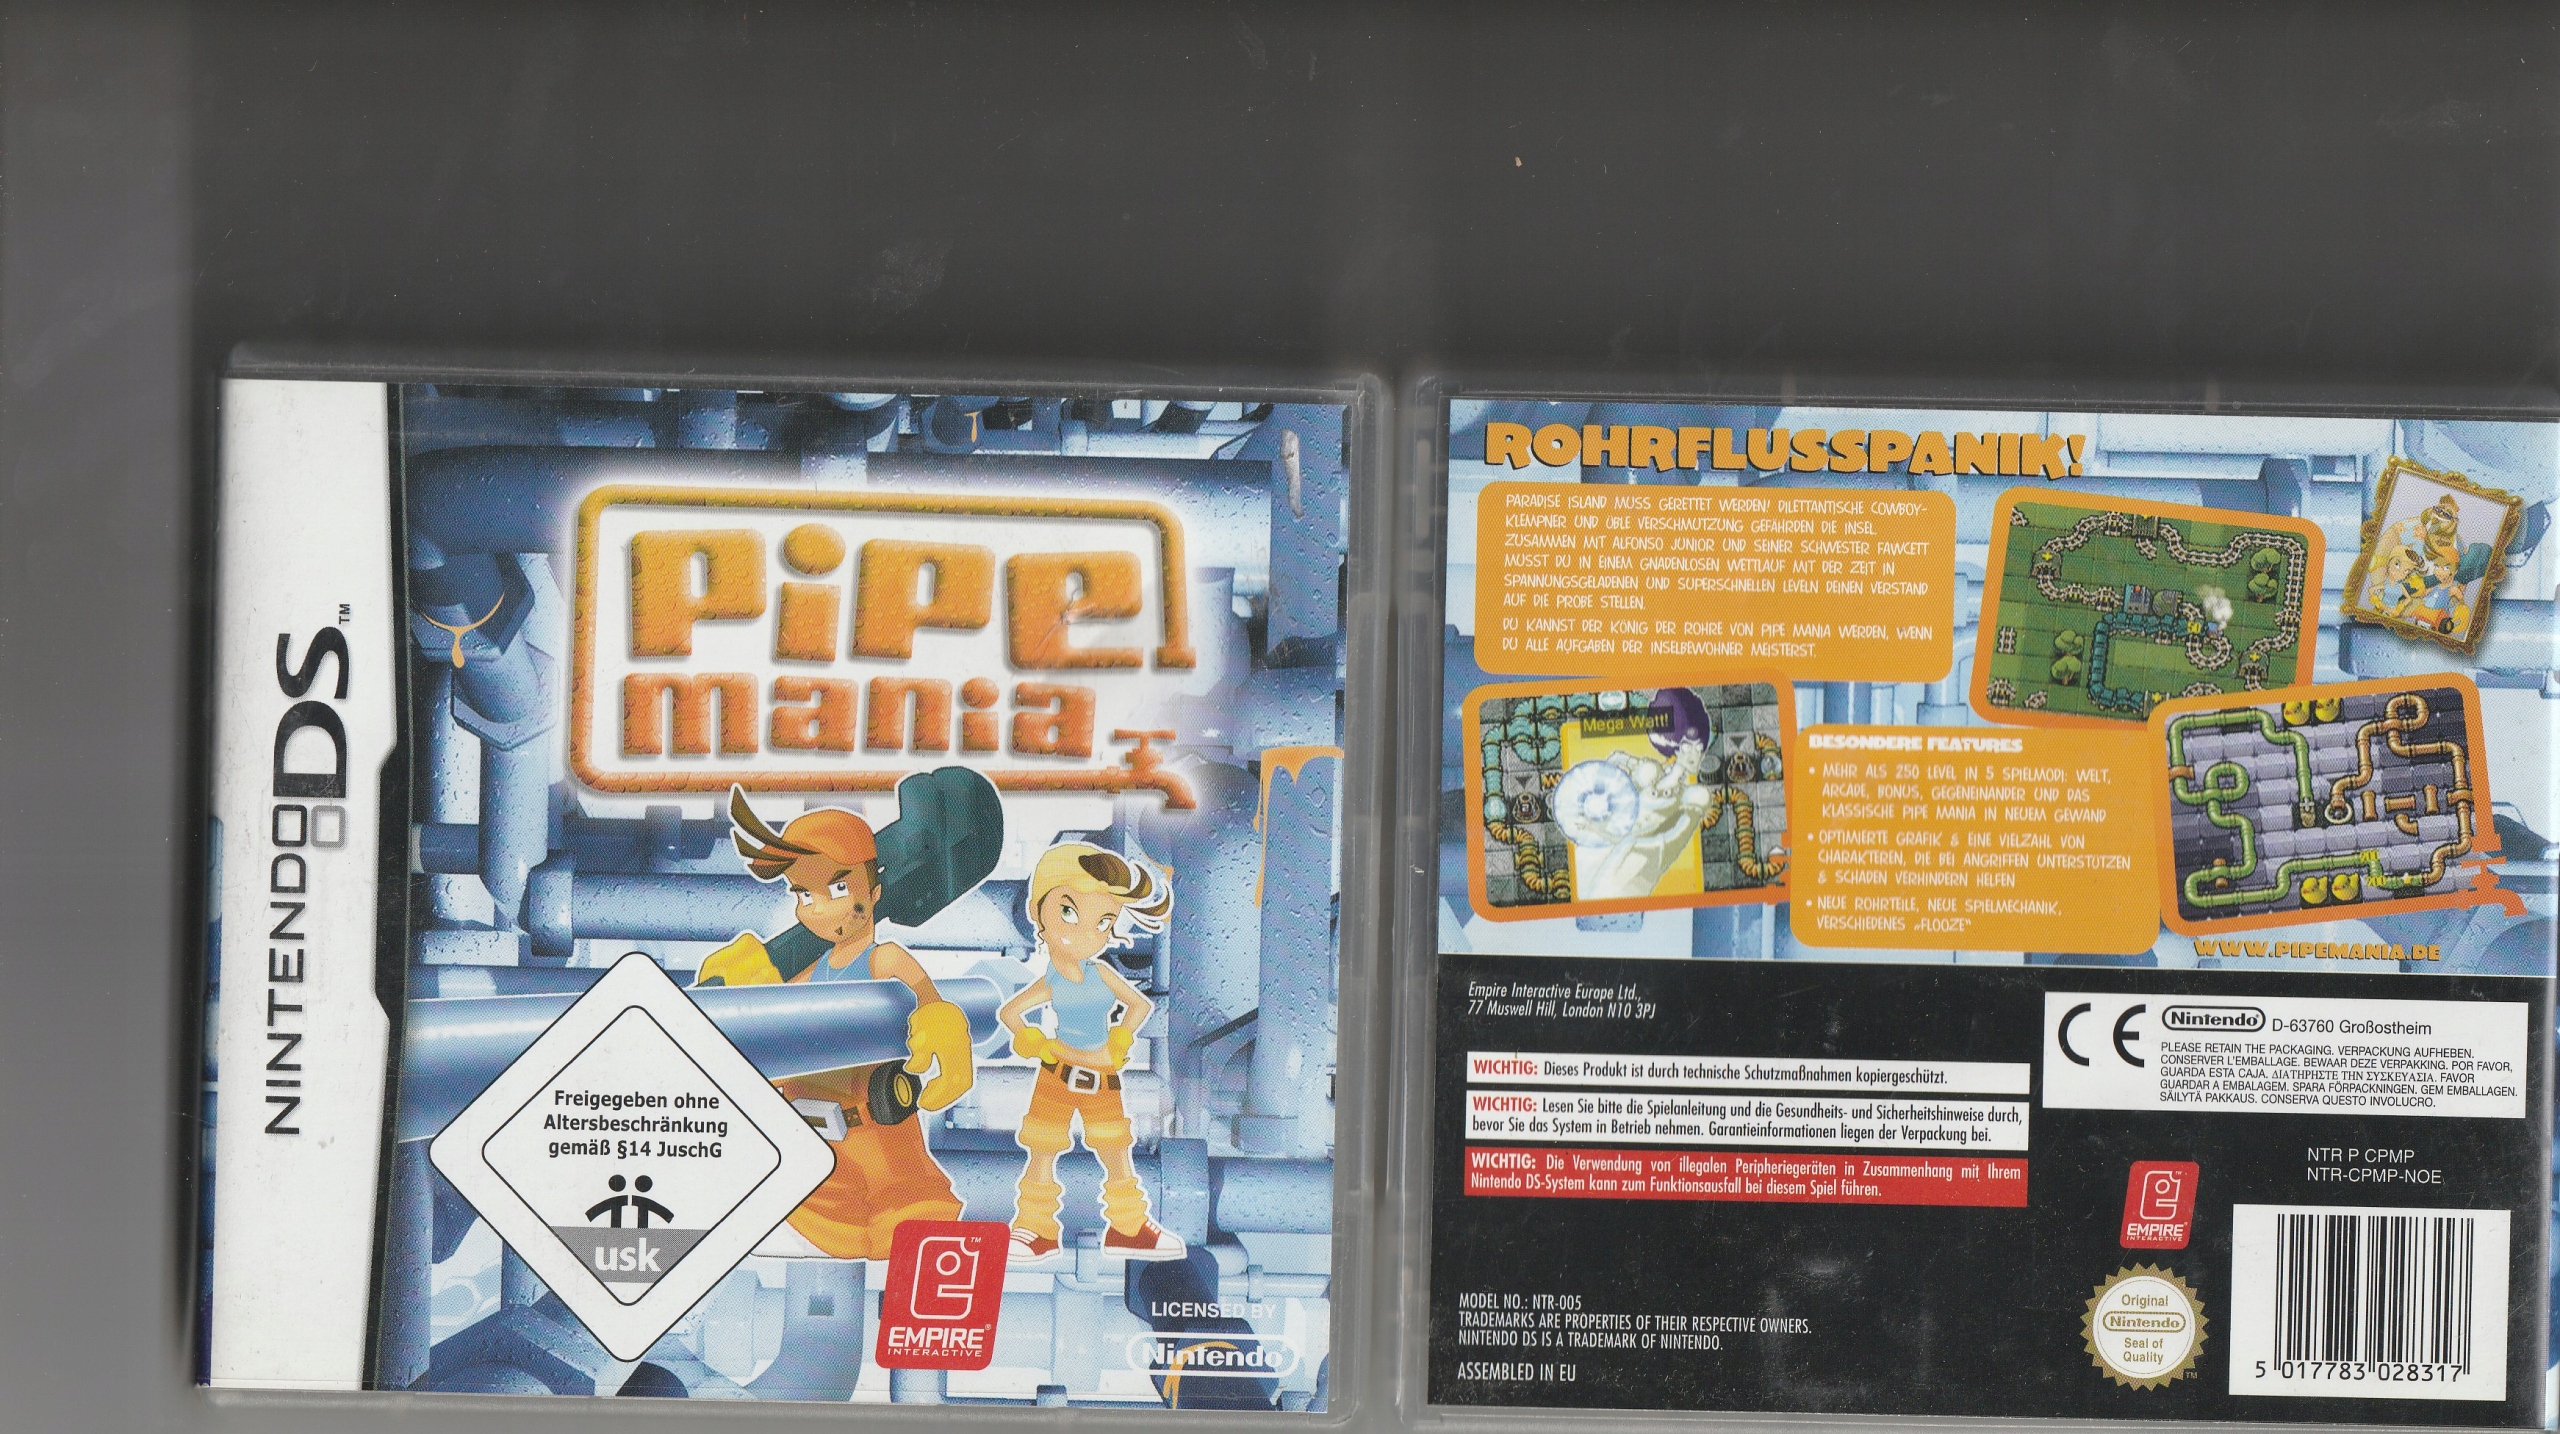 NINTENDO DS™
Pipe
mania
Freigegeben ohne
Altersbeschränkung
gemäß §14 JuschG
usk
™
EMPIRE®
INTERACTIVE
LICENSED BY
Nintendo
ROHRFLUSSPANIK!
PARADISE ISLAND MUSS GERETTET WERDEN! DILETTANTISCHE COWBOY-
KLEMPNER UND ÜBLE VERSCHMUTZUNG GEFÄHRDEN DIE INSEL.
ZUSAMMEN MIT ALFONSO JUNIOR UND SEINER SCHWESTER FAWCETT
MUSST DU IN EINEM GNADENLOSEN WETTLAUF MIT DER ZEIT IN
SPANNUNGSGELADENEN UND SUPERSCHNELLEN LEVELN DEINEN VERSTAND
AUF DIE PROBE STELLEN.
DU KANNST DER KÖNIG DER ROHRE VON PIPE MANIA WERDEN, WENN
DU ALLE AUFGABEN DER INSELBEWOHNER MEISTERST.
50
Mega Watt!
BESONDERE FEATURES
• MEHR ALS 250 LEVEL IN 5 SPIELMODI: WELT,
ARCADE, BONUS, GEGENEINANDER UND DAS
KLASSISCHE PIPE MANIA IN NEUEM GEWAND
• OPTIMIERTE GRAFIK & EINE VIELZAHL VON
CHARAKTEREN, DIE BEI ANGRIFFEN UNTERSTÜTZEN
& SCHADEN VERHINDERN HELFEN
• NEUE ROHRTEILE, NEUE SPIELMECHANIK,
VERSCHIEDENES „FLOOZE“
WWW.PIPEMANIA.DE
Empire Interactive Europe Ltd.,
77 Muswell Hill, London N10 3PJ
WICHTIG: Dieses Produkt ist durch technische Schutzmaßnahmen kopiergeschützt.
WICHTIG: Lesen Sie bitte die Spielanleitung und die Gesundheits- und Sicherheitshinweise durch,
bevor Sie das System in Betrieb nehmen. Garantieinformationen liegen der Verpackung bei.
WICHTIG: Die Verwendung von illegalen Peripheriegeräten in Zusammenhang mit Ihrem
Nintendo DS-System kann zum Funktionsausfall bei diesem Spiel führen.
CE
Nintendo D-63760 Großostheim
PLEASE RETAIN THE PACKAGING. VERPACKUNG AUFHEBEN.
CONSERVER L'EMBALLAGE. BEWAAR DEZE VERPAKKING. POR FAVOR,
GUARDA ESTA CAJA. ΔΙΑΤΗΡΗΣΤΕ ΤΗΝ ΣΥΣΚΕΥΑΣΙΑ. FAVOR
GUARDAR A EMBALAGEM. SPARA FÖRPACKNINGEN. GEM EMBALLAGEN.
SÄILYTÄ PAKKAUS. CONSERVA QUESTO INVOLUCRO.
NTR P CPMP
NTR-CPMP-NOE
EMPIRE
INTERACTIVE
MODEL NO.: NTR-005
TRADEMARKS ARE PROPERTIES OF THEIR RESPECTIVE OWNERS.
NINTENDO DS IS A TRADEMARK OF NINTENDO.
ASSEMBLED IN EU
Original
Nintendo
Seal of
Quality
TM
5 017783 028317